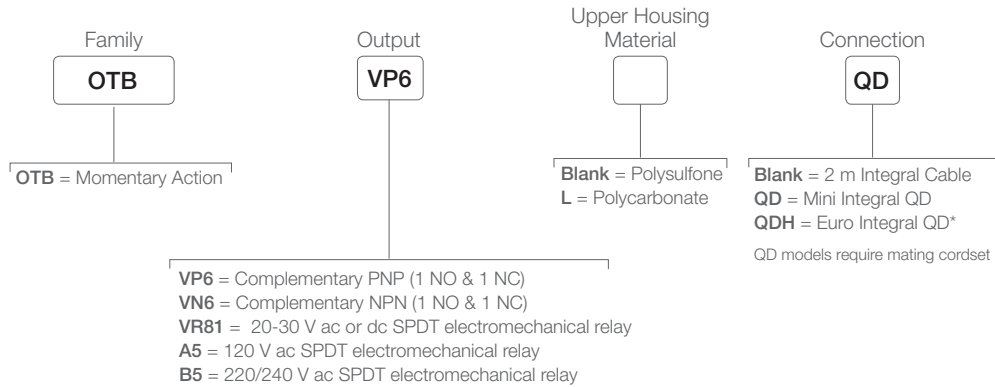 Family
OTB
OTB = Momentary Action
Output
VP6
VP6 = Complementary PNP (1 NO & 1 NC)
VN6 = Complementary NPN (1 NO & 1 NC)
VR81 = 20-30 V ac or dc SPDT electromechanical relay
A5 = 120 V ac SPDT electromechanical relay
B5 = 220/240 V ac SPDT electromechanical relay
Upper Housing
Material
Blank = Polysulfone
L = Polycarbonate
Connection
QD
Blank = 2 m Integral Cable
QD = Mini Integral QD
QDH = Euro Integral QD*
QD models require mating cordset